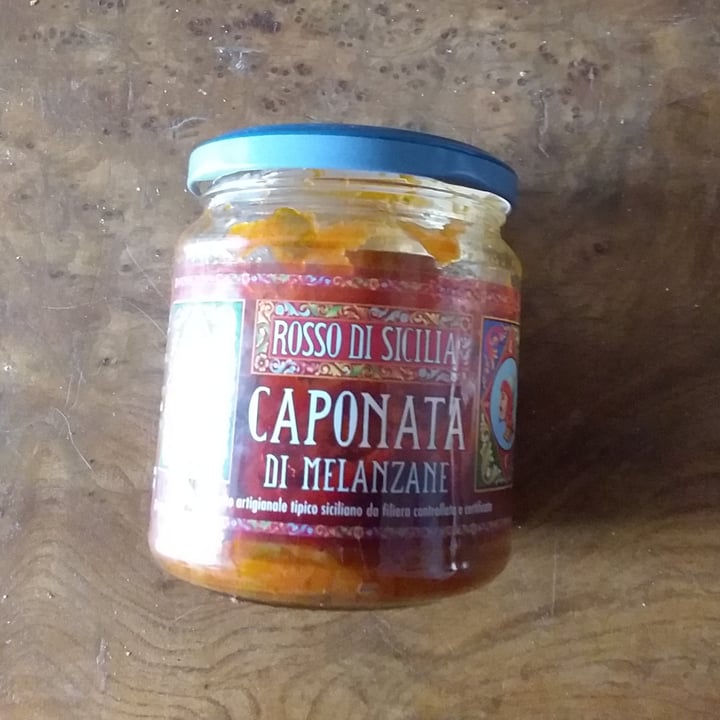 ROSSO DI SICILIA
CAPONATA
DI MELANZANE
artigianale tipico siciliano da filiera controllata e certificata